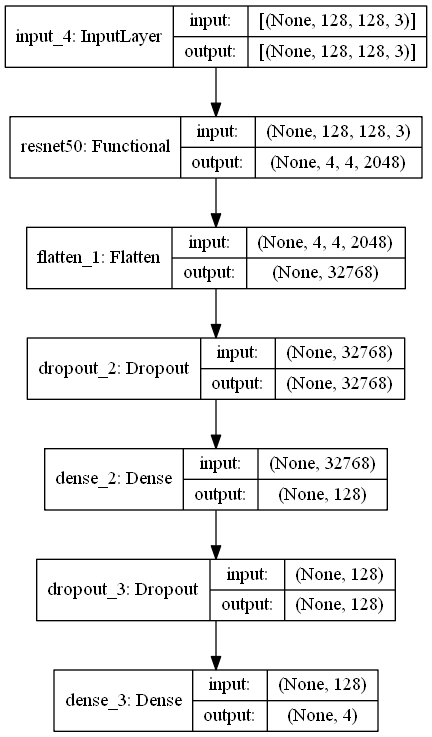 input_4: InputLayer
input: [(None, 128, 128, 3)]
output: [(None, 128, 128, 3)]
resnet50: Functional
input: (None, 128, 128, 3)
output: (None, 4, 4, 2048)
flatten_1: Flatten
input: (None, 4, 4, 2048)
output: (None, 32768)
dropout_2: Dropout
input: (None, 32768)
output: (None, 32768)
dense_2: Dense
input: (None, 32768)
output: (None, 128)
dropout_3: Dropout
input: (None, 128)
output: (None, 128)
dense_3: Dense
input: (None, 128)
output: (None, 4)